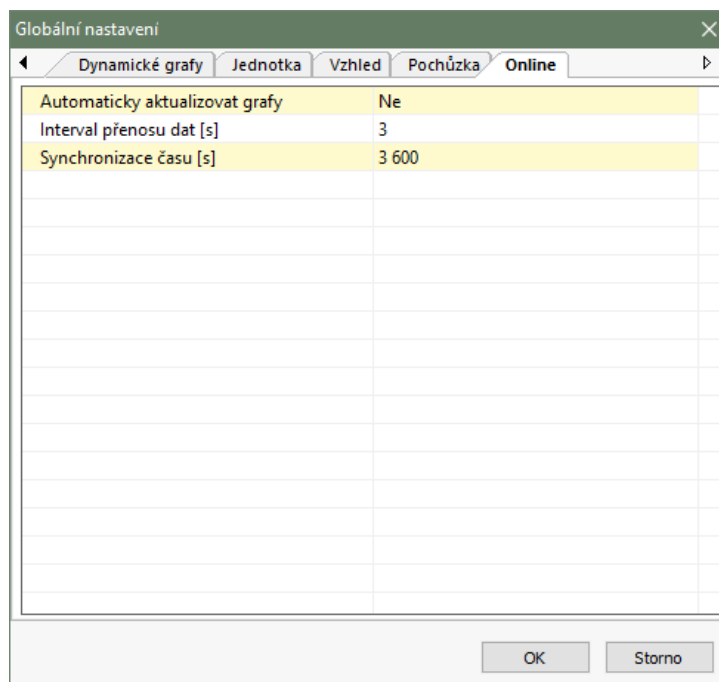 Globální nastavení
Dynamické grafy Jednotka Vzhled Pochůzka Online
Automaticky aktualizovat grafy Ne
Interval přenosu dat [s] 3
Synchronizace času [s] 3 600
OK Storno